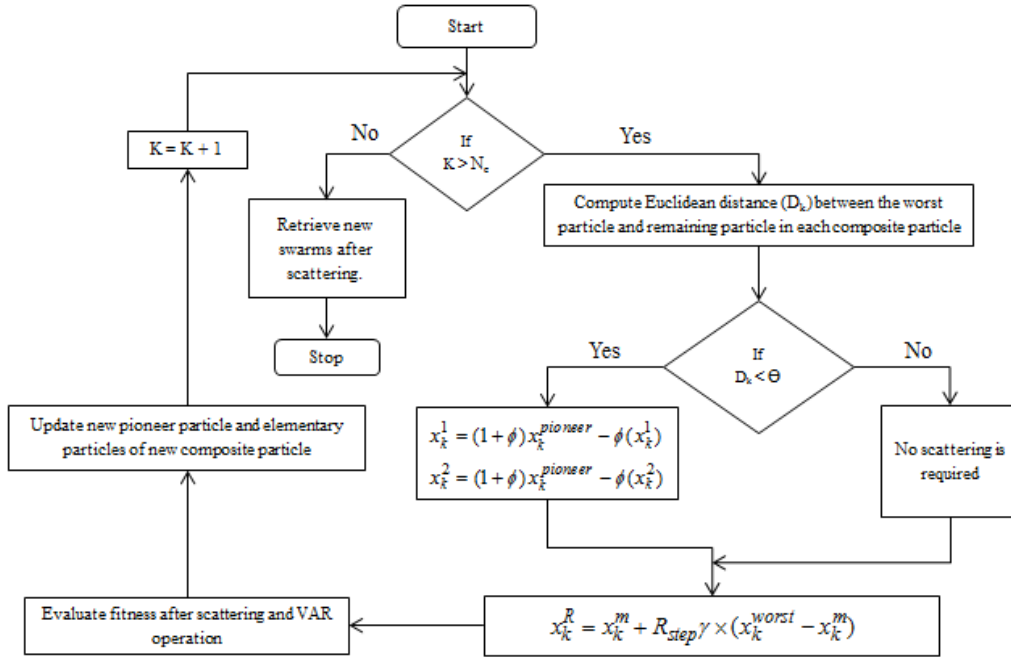 Start
If
K > N_c
No
Yes
K = K + 1
Retrieve new
swarms after
scattering.
Stop
Compute Euclidean distance (D_k) between the worst
particle and remaining particle in each composite particle
If
D_k < Θ
Yes
No
x_k^1 = (1+ϕ)x_k^{pioneer} − ϕ(x_k^1)
x_k^2 = (1+ϕ)x_k^{pioneer} − ϕ(x_k^2)
No scattering is
required
x_k^R = x_k^m + R_{step}γ × (x_k^{worst} − x_k^m)
Evaluate fitness after scattering and VAR
operation
Update new pioneer particle and elementary
particles of new composite particle